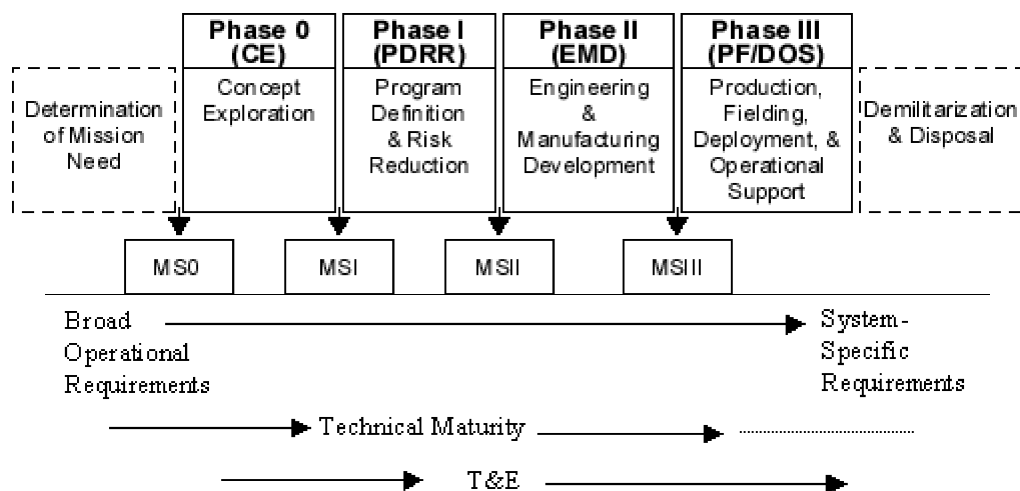 Determination
of Mission
Need
Phase 0
(CE)
Concept
Exploration
Phase I
(PDRR)
Program
Definition
& Risk
Reduction
Phase II
(EMD)
Engineering
&
Manufacturing
Development
Phase III
(PF/DOS)
Production,
Fielding,
Deployment, &
Operational
Support
Demilitarization
& Disposal
MS0
MSI
MSII
MSIII
Broad
Operational
Requirements
System-
Specific
Requirements
Technical Maturity
T&E